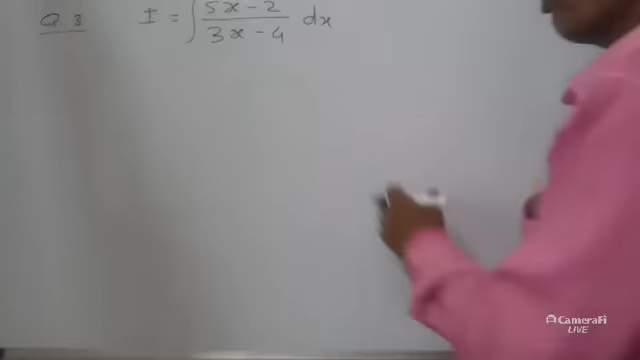 Q 3 I = ∫ 5x - 2 / 3x - 4 dx
CameraFi
LIVE